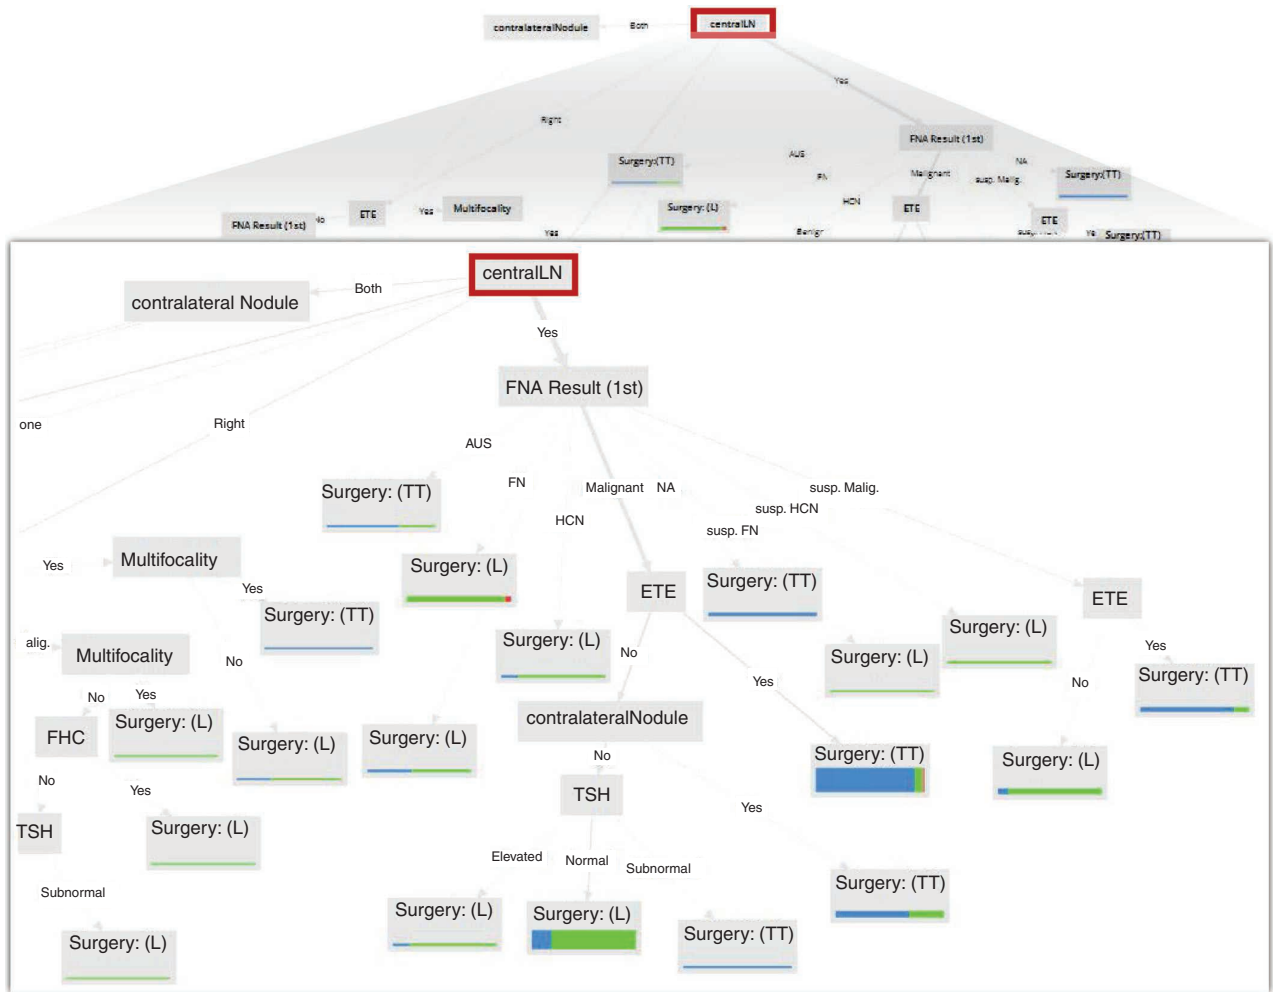 contralateralNodule
Both
centralLN
Yes
Right
FNA Result (1st)
Surgery:(TT)
AUS
NA
FN
Malignant
susp. Malig.
Surgery:(TT)
HCN
ETE
Yes
Multifocality
Surgery: (L)
ETE
ETE
FNA Result (1st)
No
Yes
Surgery:(TT)
centralLN
contralateral Nodule
Both
Yes
FNA Result (1st)
one
Right
AUS
FN
Malignant
NA
susp. Malig.
Surgery: (TT)
HCN
susp. HCN
susp. FN
Yes
Multifocality
Surgery: (L)
ETE
Surgery: (TT)
ETE
Yes
Surgery: (TT)
Surgery: (L)
Surgery: (L)
alig.
Multifocality
No
No
Surgery: (L)
Yes
No
Yes
Yes
No
Surgery: (TT)
FHC
Surgery: (L)
Surgery: (L)
Surgery: (L)
contralateralNodule
No
Surgery: (TT)
Surgery: (L)
No
Yes
TSH
Yes
TSH
Surgery: (L)
Elevated
Normal
Subnormal
Subnormal
Surgery: (L)
Surgery: (L)
Surgery: (TT)
Surgery: (L)
Surgery: (TT)